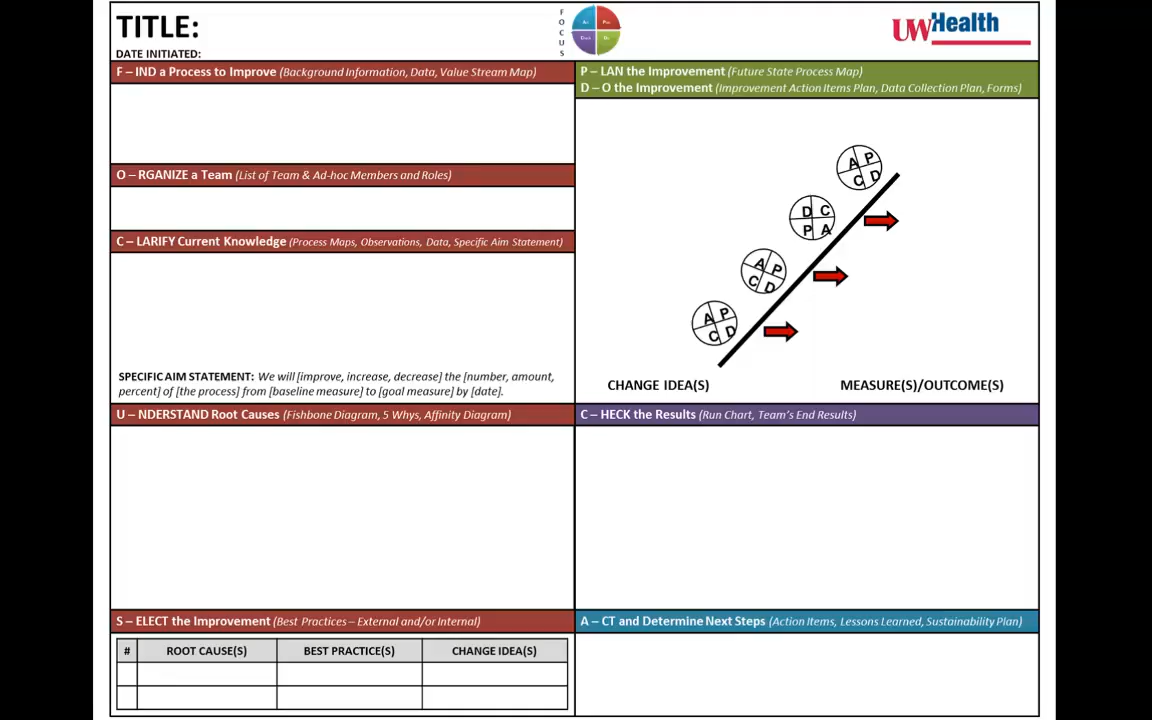 TITLE:
DATE INITIATED:
F
O
C
U
S
Act Plan
Check Do
UWHealth
F – IND a Process to Improve (Background Information, Data, Value Stream Map)
O – RGANIZE a Team (List of Team & Ad-hoc Members and Roles)
C – LARIFY Current Knowledge (Process Maps, Observations, Data, Specific Aim Statement)
SPECIFIC AIM STATEMENT: We will [improve, increase, decrease] the [number, amount,
percent] of [the process] from [baseline measure] to [goal measure] by [date].
U – NDERSTAND Root Causes (Fishbone Diagram, 5 Whys, Affinity Diagram)
S – ELECT the Improvement (Best Practices – External and/or Internal)
# ROOT CAUSE(S) BEST PRACTICE(S) CHANGE IDEA(S)
P – LAN the Improvement (Future State Process Map)
D – O the Improvement (Improvement Action Items Plan, Data Collection Plan, Forms)
A P
C D
D C
P A
A P
C D
A P
C D
CHANGE IDEA(S) MEASURE(S)/OUTCOME(S)
C – HECK the Results (Run Chart, Team's End Results)
A – CT and Determine Next Steps (Action Items, Lessons Learned, Sustainability Plan)